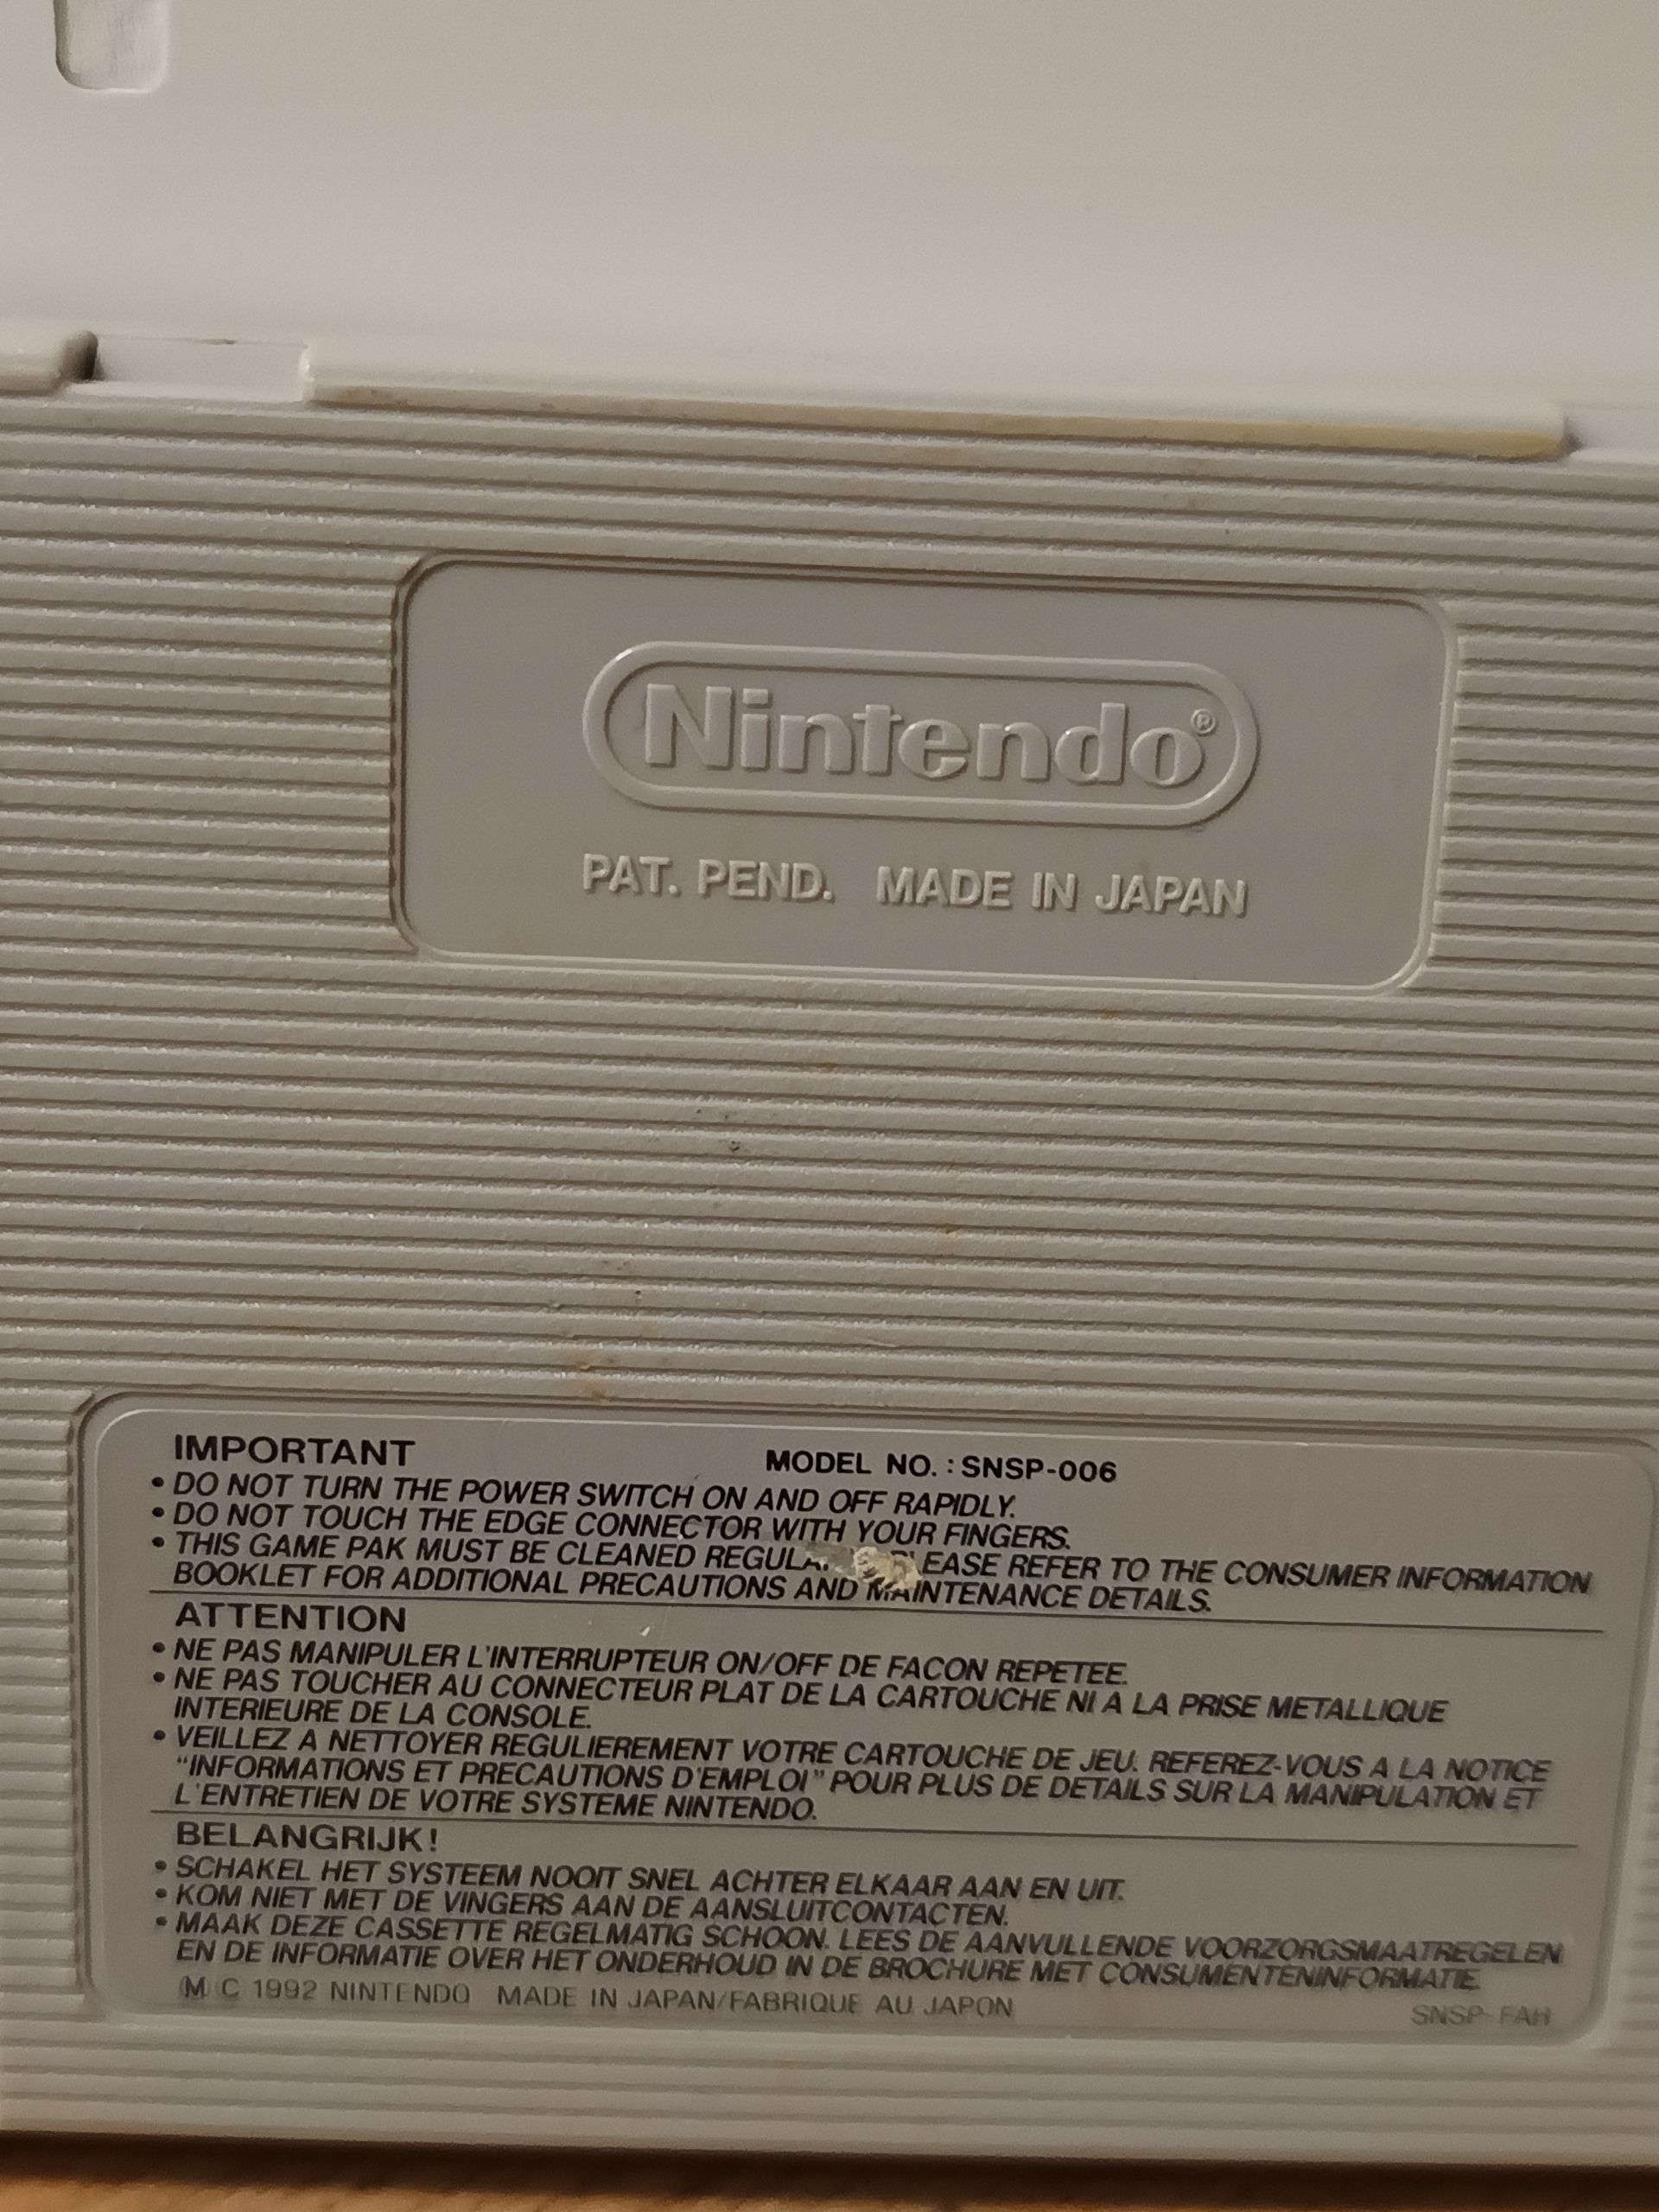 Nintendo®
PAT. PEND. MADE IN JAPAN
IMPORTANT MODEL NO. : SNSP-006
• DO NOT TURN THE POWER SWITCH ON AND OFF RAPIDLY.
• DO NOT TOUCH THE EDGE CONNECTOR WITH YOUR FINGERS.
• THIS GAME PAK MUST BE CLEANED REFER TO THE CONSUMER INFORMATION
BOOKLET FOR ADDITIONAL PRECAUTIONS AND MAINTENANCE DETAILS.
ATTENTION
• NE PAS MANIPULER L'INTERRUPTEUR ON/OFF DE FACON REPETEE.
• NE PAS TOUCHER AU CONNECTEUR PLAT DE LA CARTOUCHE NI A LA PRISE METALLIQUE
INTERIEURE DE LA CONSOLE.
• VEILLEZ A NETTOYER REGULIEREMENT VOTRE CARTOUCHE DE JEU. REFEREZ-VOUS A LA NOTICE
"INFORMATIONS ET PRECAUTIONS D'EMPLOI" POUR PLUS DE DETAILS SUR LA MANIPULATION ET
L'ENTRETIEN DE VOTRE SYSTEME NINTENDO.
BELANGRIJK!
• SCHAKEL HET SYSTEEM NOOIT SNEL ACHTER ELKAAR AAN EN UIT.
• KOM NIET MET DE VINGERS AAN DE AANSLUITCONTACTEN.
• MAAK DEZE CASSETTE REGELMATIG SCHOON. LEES DE AANVULLENDE VOORZORGSMAATREGELEN
EN DE INFORMATIE OVER HET ONDERHOUD IN DE BROCHURE MET CONSUMENTENINFORMATIE
Ⓜ C 1992 NINTENDO MADE IN JAPAN/FABRIQUE AU JAPON
SNSP-FAH